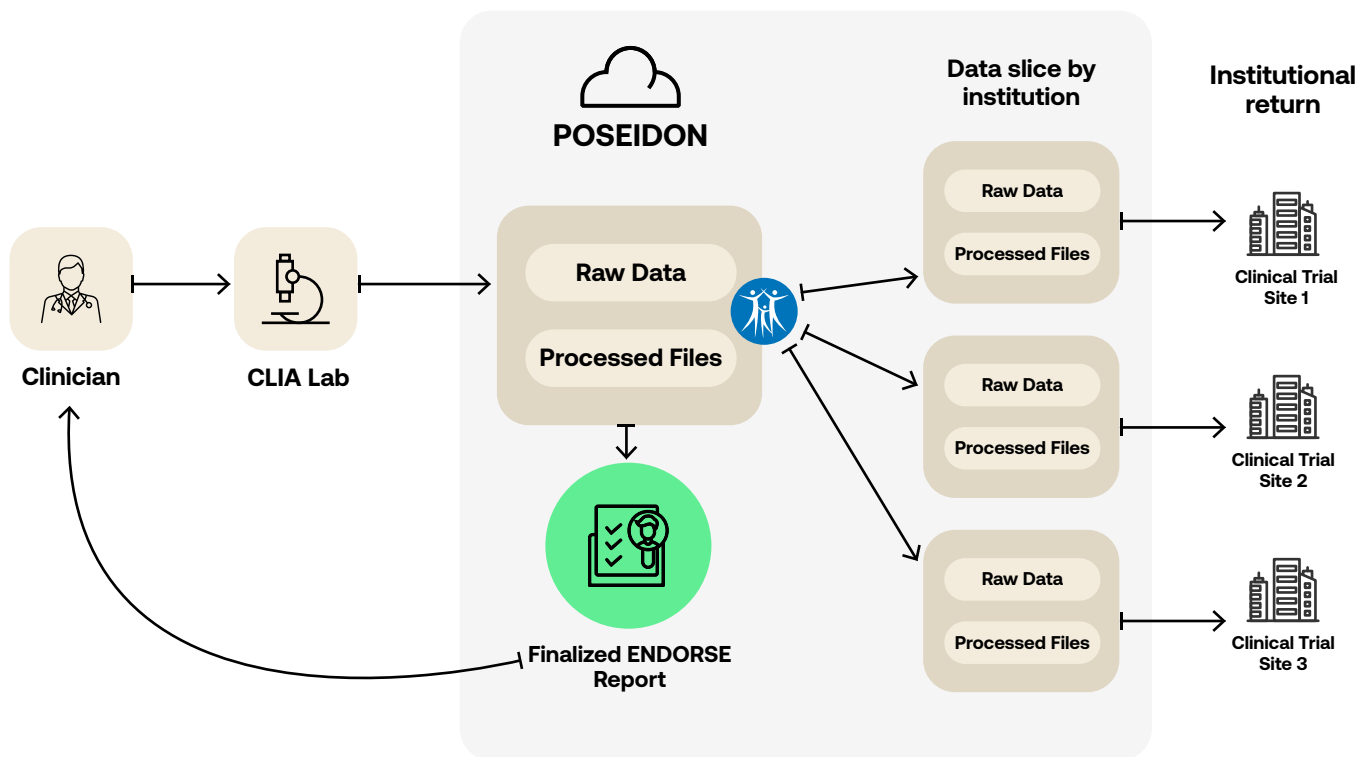 POSEIDON
Data slice by
institution
Institutional
return
Clinician
CLIA Lab
Raw Data
Processed Files
Finalized ENDORSE
Report
Raw Data
Processed Files
Raw Data
Processed Files
Raw Data
Processed Files
Clinical Trial
Site 1
Clinical Trial
Site 2
Clinical Trial
Site 3